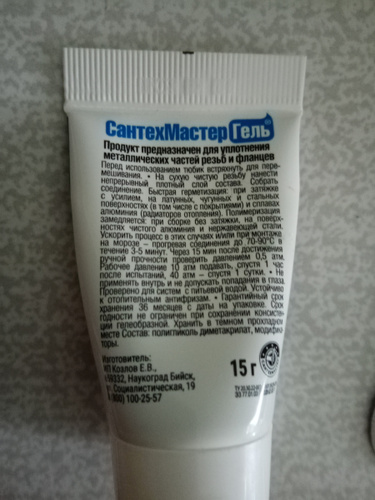 СантехМастерГель
Продукт предназначен для уплотнения
металлических частей резьб и фланцев
Перед использованием тюбик встряхнуть для пере-
мешивания. • На сухую чистую резьбу нанести
непрерывный плотный слой состава. Собрать
соединение. Быстрая герметизация: при затяжке
с усилием, на латунных, чугунных и стальных
поверхностях (в том числе с покрытиями) и сплавах
алюминия (радиаторов отопления). Полимеризация
замедляется: при сборке без затяжки, на поверхнос-
тях чистого алюминия и нержавеющей стали.
Ускорить процесс в этих случаях и/или при монтаже
на морозе – прогревая соединения до 70-90°С в
течение 3-5 минут. Через 15 мин после достижения
ручной прочности проверить давлением 0,5 атм.
Рабочее давление 10 атм подавать, спустя 1 час
после испытаний, 40 атм – спустя 1 сутки. • Не
применять внутрь и не допускать попадания в глаза.
Проверено для систем с питьевой водой. Устойчив
к отопительным антифризам. • Гарантийный срок
хранения 36 месяцев с даты на упаковке. Срок
годности не ограничен при сохранении консистен-
ции гелеобразной. Хранить в темном прохладном
месте Состав: полигликоль диметакрилат, модифика
торы.
Изготовитель:
ИП Козлов Е.В.,
659332, Наукоград Бийск,
ул. Социалистическая, 19
8(800) 100-25-57
15 г